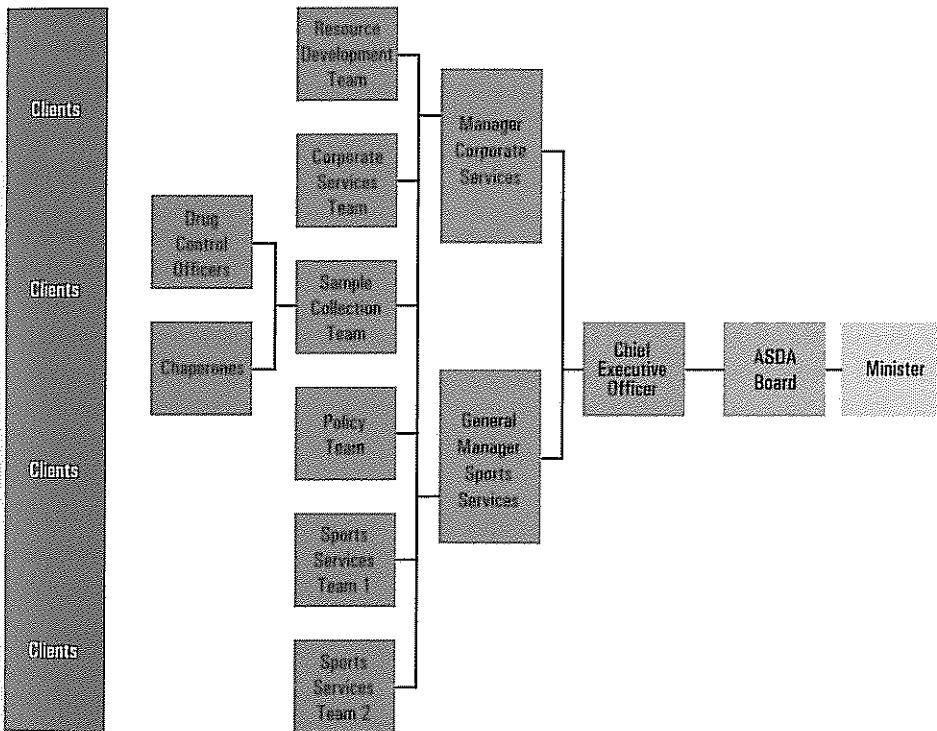 Clients
Clients
Clients
Clients
Drug
Control
Officers
Chaperones
Resource
Development
Team
Corporate
Services
Team
Sample
Collection
Team
Policy
Team
Sports
Services
Team 1
Sports
Services
Team 2
Manager
Corporate
Services
General
Manager
Sports
Services
Chief
Executive
Officer
ASDA
Board
Minister